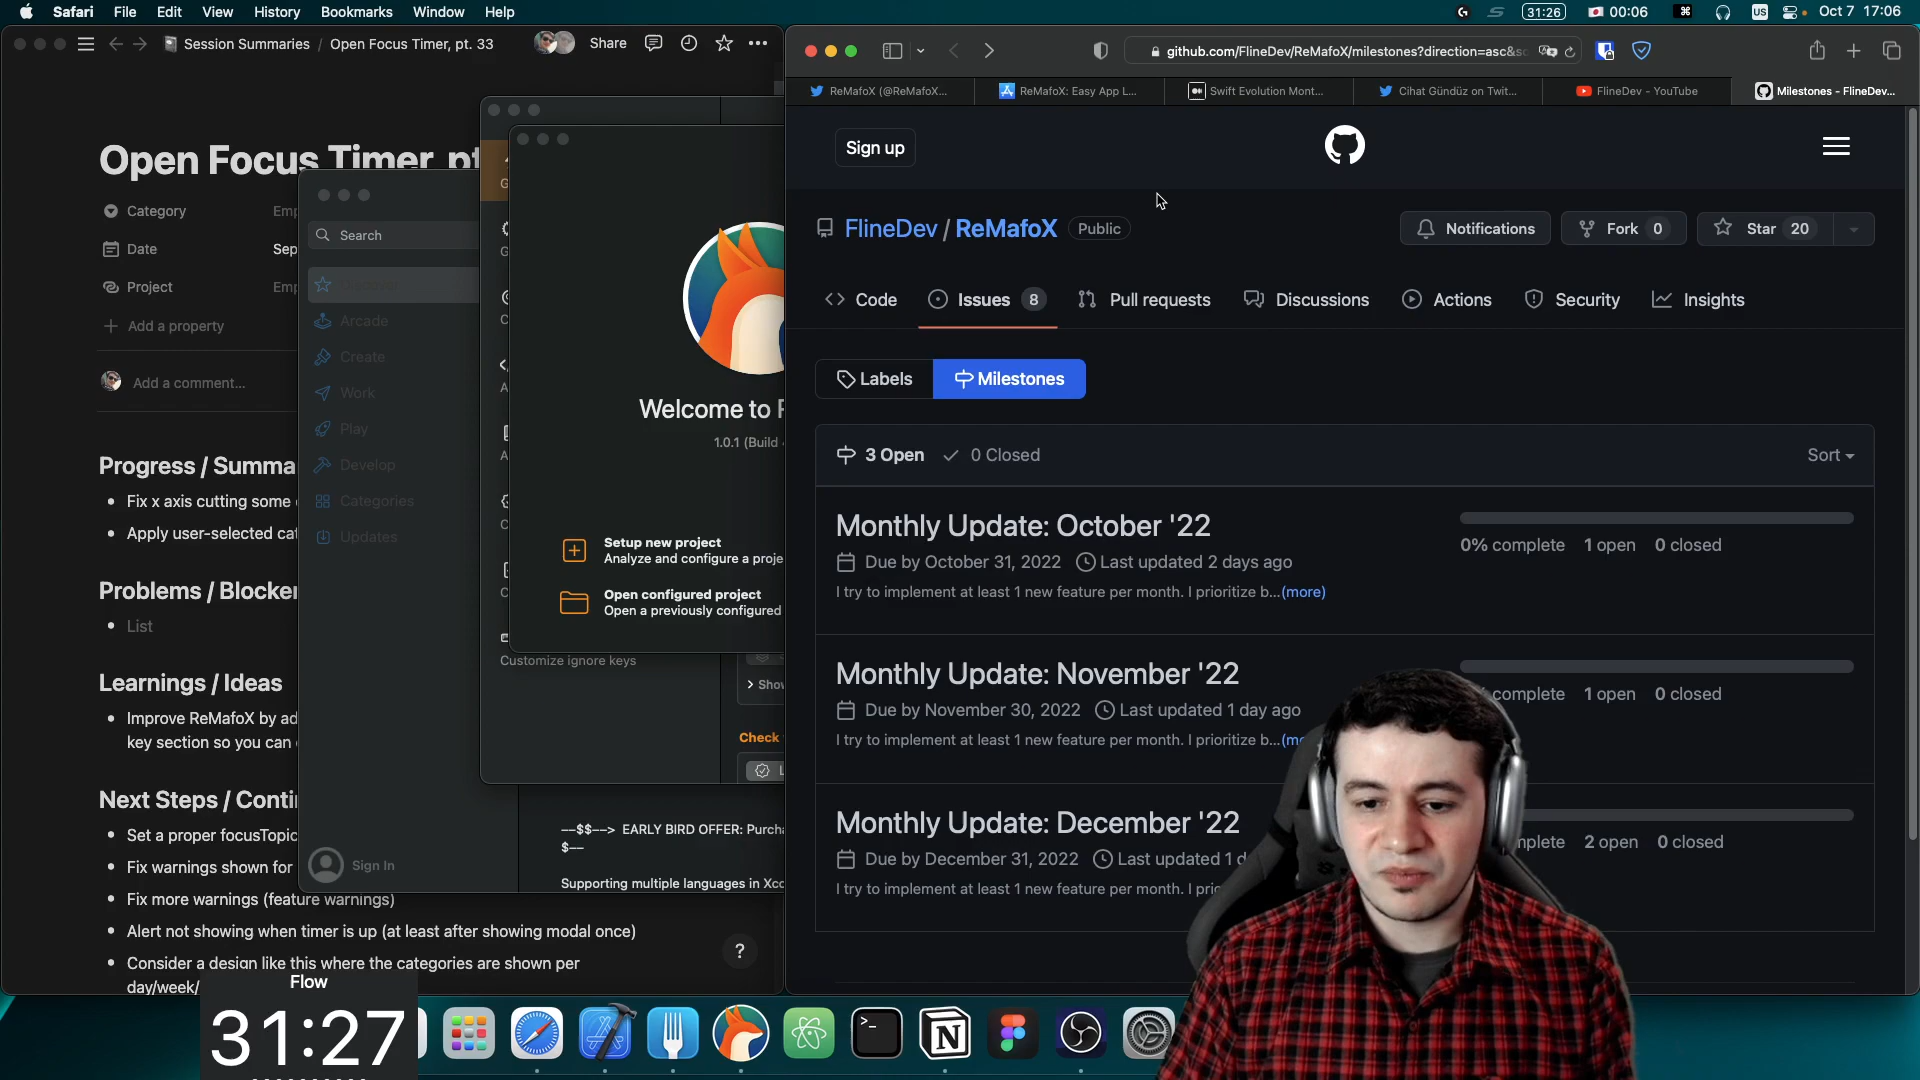 Safari File Edit View History Bookmarks Window Help
31:26 00:06 US Oct 7 17:06
Session Summaries / Open Focus Timer, pt. 33
Share
github.com/FlineDev/ReMafoX/milestones?direction=asc&s
ReMafoX (@ReMafoX...
ReMafoX: Easy App L...
Swift Evolution Mont...
Cihat Gündüz on Twit...
FlineDev - YouTube
Milestones - FlineDev...
Open Focus Timer, pt
Category
Date Sep
Project
Add a property
Add a comment...
Progress / Summa
Fix x axis cutting some
Apply user-selected cat
Problems / Blocker
List
Learnings / Ideas
Improve ReMafoX by ad
key section so you can
Next Steps / Conti
Set a proper focusTopic
Fix warnings shown for
Fix more warnings (feature warnings)
Alert not showing when timer is up (at least after showing modal once)
Consider a design like this where the categories are shown per
day/week/
Search
Arcade
Create
Work
Play
Develop
Categories
Updates
Sign In
Welcome to
1.0.1 (Build
Setup new project
Analyze and configure a proje
Open configured project
Open a previously configured
Customize ignore keys
Show
Check
--$$--> EARLY BIRD OFFER: Purcha
$--
Supporting multiple languages in Xco
Sign up
FlineDev / ReMafoX Public
Notifications
Fork 0
Star 20
Code
Issues 8
Pull requests
Discussions
Actions
Security
Insights
Labels
Milestones
3 Open 0 Closed
Sort
Monthly Update: October '22
Due by October 31, 2022 Last updated 2 days ago
I try to implement at least 1 new feature per month. I prioritize b...(more)
0% complete 1 open 0 closed
Monthly Update: November '22
Due by November 30, 2022 Last updated 1 day ago
I try to implement at least 1 new feature per month. I prioritize b...
complete 1 open 0 closed
Monthly Update: December '22
Due by December 31, 2022 Last updated 1 d
I try to implement at least 1 new feature per month. I pri
mplete 2 open 0 closed
?
Flow
31:27